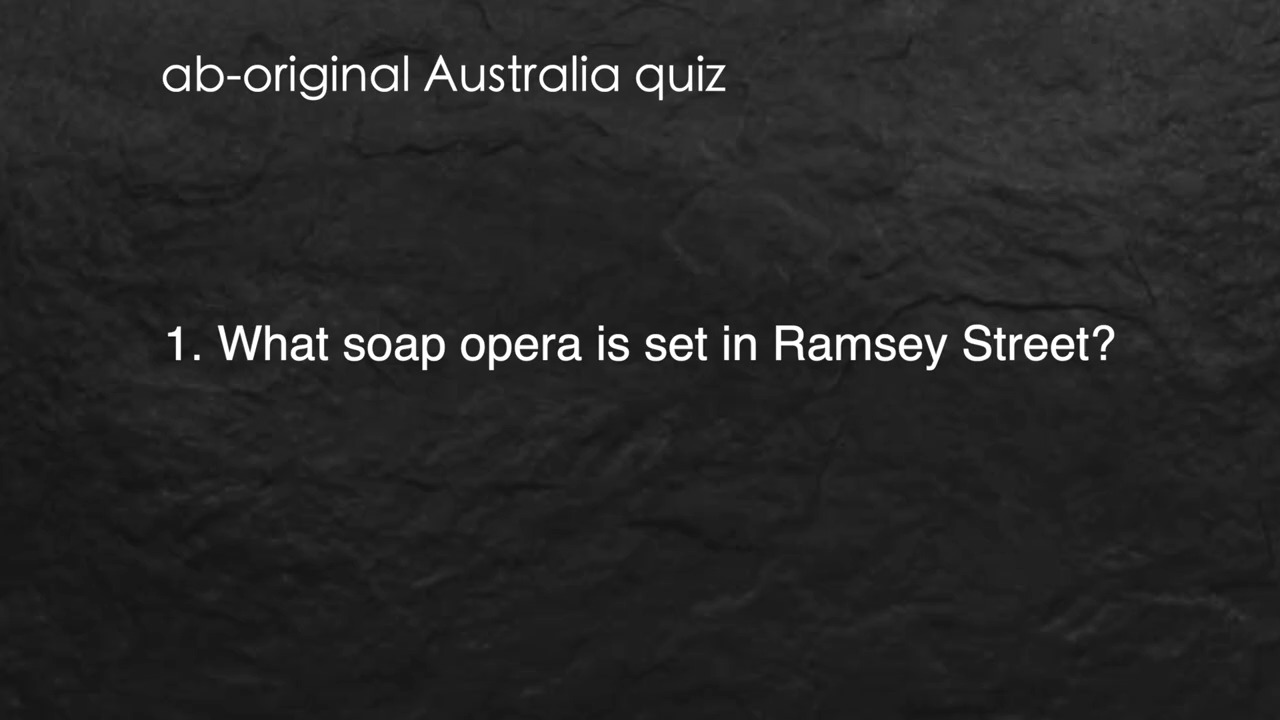 ab-original Australia quiz
1. What soap opera is set in Ramsey Street?